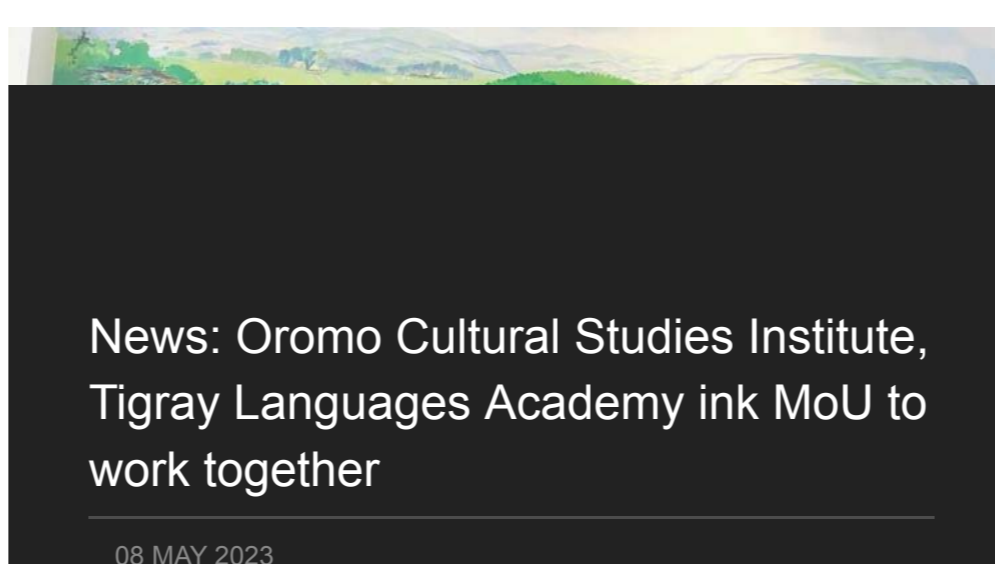 News: Oromo Cultural Studies Institute,
Tigray Languages Academy ink MoU to
work together
08 MAY 2023